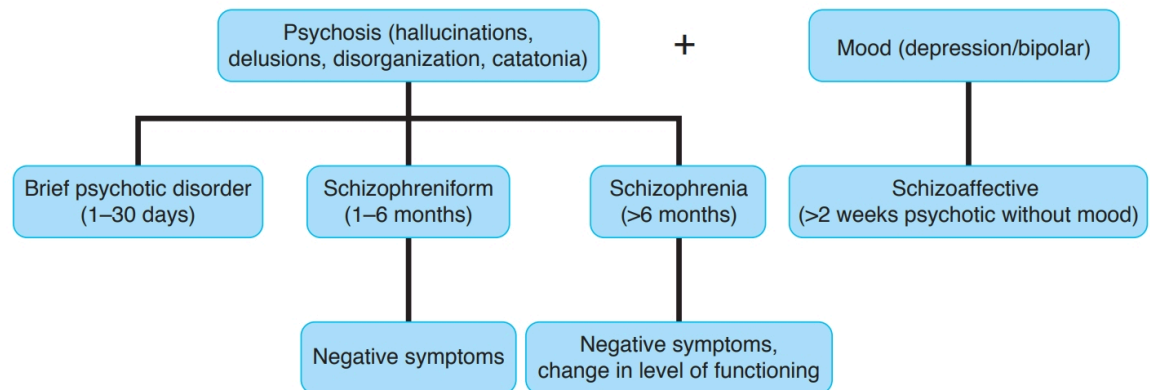 Psychosis (hallucinations,
delusions, disorganization, catatonia)
+
Mood (depression/bipolar)
Brief psychotic disorder
(1–30 days)
Schizophreniform
(1–6 months)
Schizophrenia
(>6 months)
Schizoaffective
(>2 weeks psychotic without mood)
Negative symptoms
Negative symptoms,
change in level of functioning